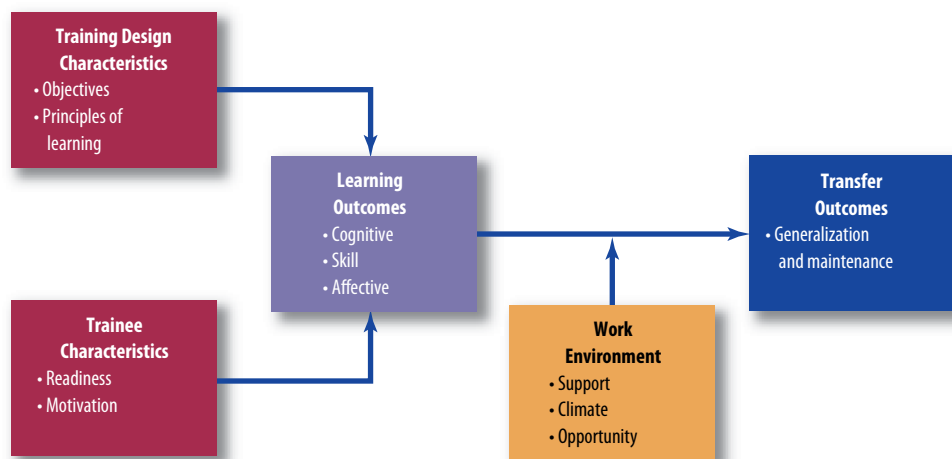 Training Design
Characteristics
• Objectives
• Principles of
learning
Learning
Outcomes
• Cognitive
• Skill
• Affective
Transfer
Outcomes
• Generalization
and maintenance
Trainee
Characteristics
• Readiness
• Motivation
Work
Environment
• Support
• Climate
• Opportunity